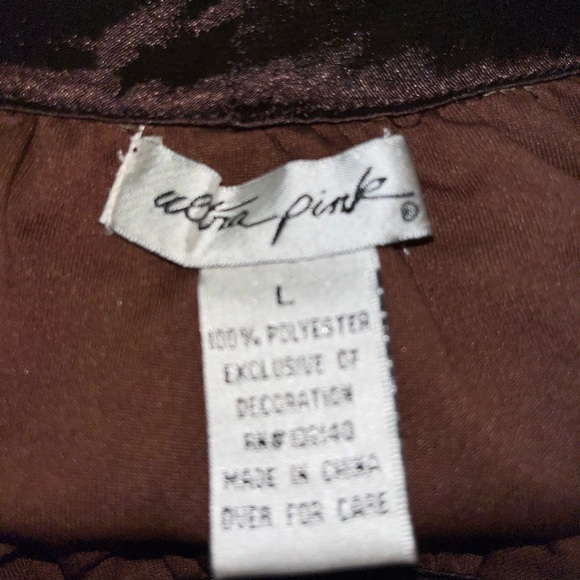 ultra pink ®
L
100% POLYESTER
EXCLUSIVE OF
DECORATION
MADE IN CHINA
OVER FOR CARE